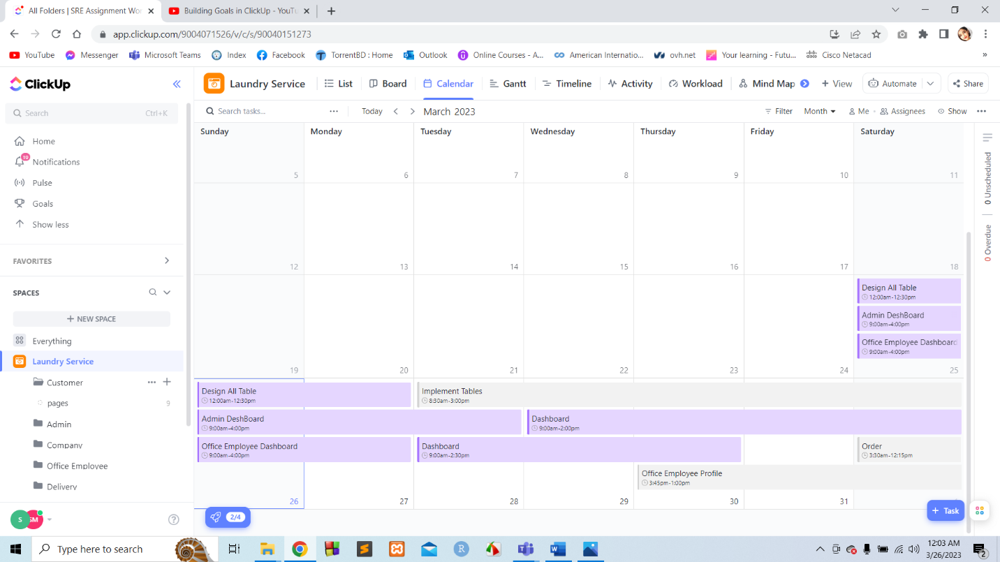 All Folders | SRE Assignment Wo
Building Goals in ClickUp - YouTu
app.clickup.com/9004071526/v/c/s/90040151273
YouTube Messenger Microsoft Teams Index Facebook TorrentBD : Home Outlook Online Courses - A... American Internatio... ovh.net Your learning - Futu... Cisco Netacad »
ClickUp
Laundry Service List Board Calendar Gantt Timeline Activity Workload Mind Map + View Automate Share
Search Ctrl+K
Search tasks... ... Today < > March 2023 Filter Month Me Assignees Show ...
Sunday Monday Tuesday Wednesday Thursday Friday Saturday
Home
19
Notifications
Pulse
Goals
Show less
FAVORITES
SPACES
+ NEW SPACE
Everything
Laundry Service
Customer ... +
pages 9
Admin
Company
Office Employee
Delivery
S SM
5 6 7 8 9 10 11
12 13 14 15 16 17 18
Design All Table
12:00am-12:30pm
Admin DeshBoard
9:00am-4:00pm
Office Employee Dashboard
9:00am-4:00pm
19 20 21 22 23 24 25
Design All Table
12:00am-12:30pm
Implement Tables
8:30am-3:00pm
Admin DeshBoard
9:00am-4:00pm
Dashboard
9:00am-2:00pm
Office Employee Dashboard
9:00am-4:00pm
Dashboard
9:00am-2:30pm
Order
3:30am-12:15pm
Office Employee Profile
3:45pm-1:00pm
26 27 28 29 30 31
0 Unscheduled
0 Overdue
2/4
+ Task
Type here to search
12:03 AM
3/26/2023
2